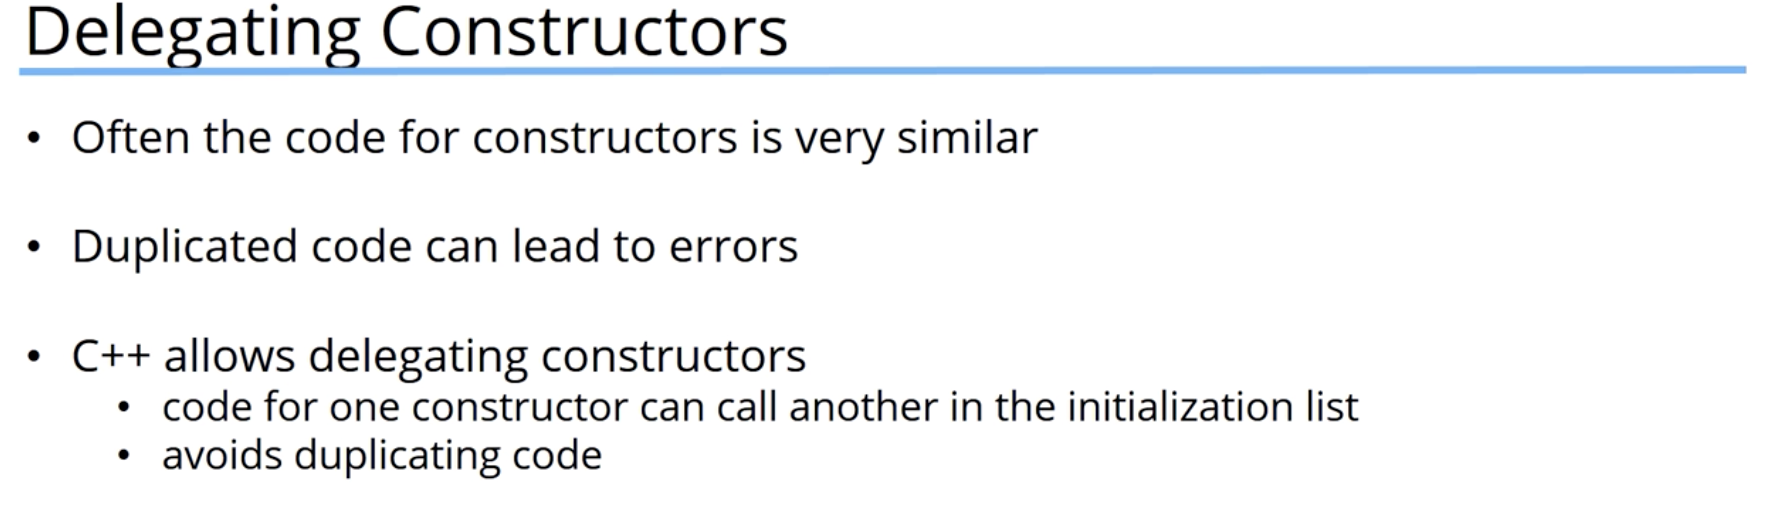 Delegating Constructors
• Often the code for constructors is very similar
• Duplicated code can lead to errors
• C++ allows delegating constructors
• code for one constructor can call another in the initialization list
• avoids duplicating code